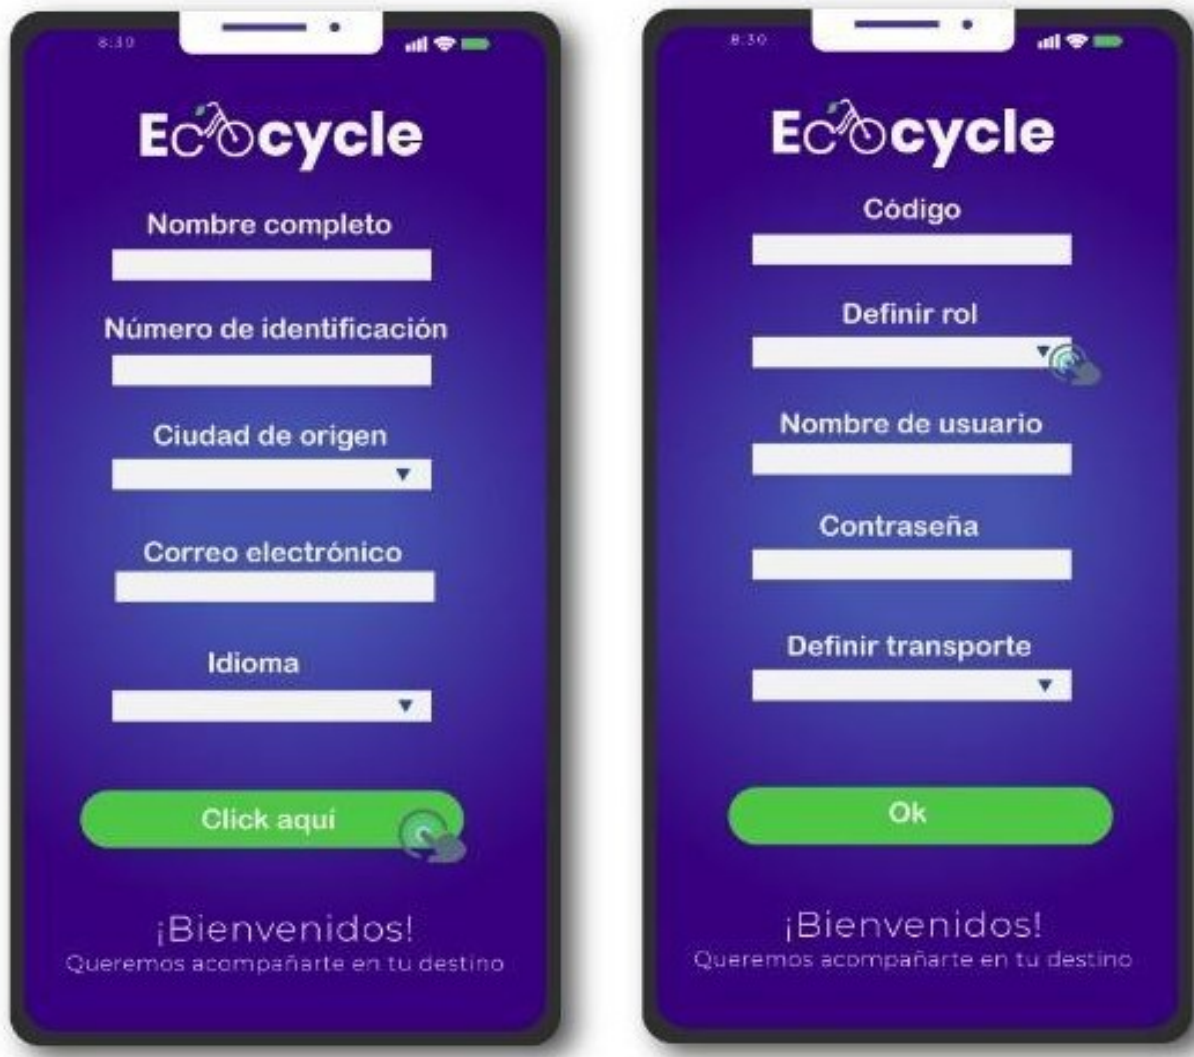 8:30
Ecocycle
Nombre completo
Número de identificación
Ciudad de origen
Correo electrónico
Idioma
Click aquí
¡Bienvenidos!
Queremos acompañarte en tu destino
8:30
Ecocycle
Código
Definir rol
Nombre de usuario
Contraseña
Definir transporte
Ok
¡Bienvenidos!
Queremos acompañarte en tu destino